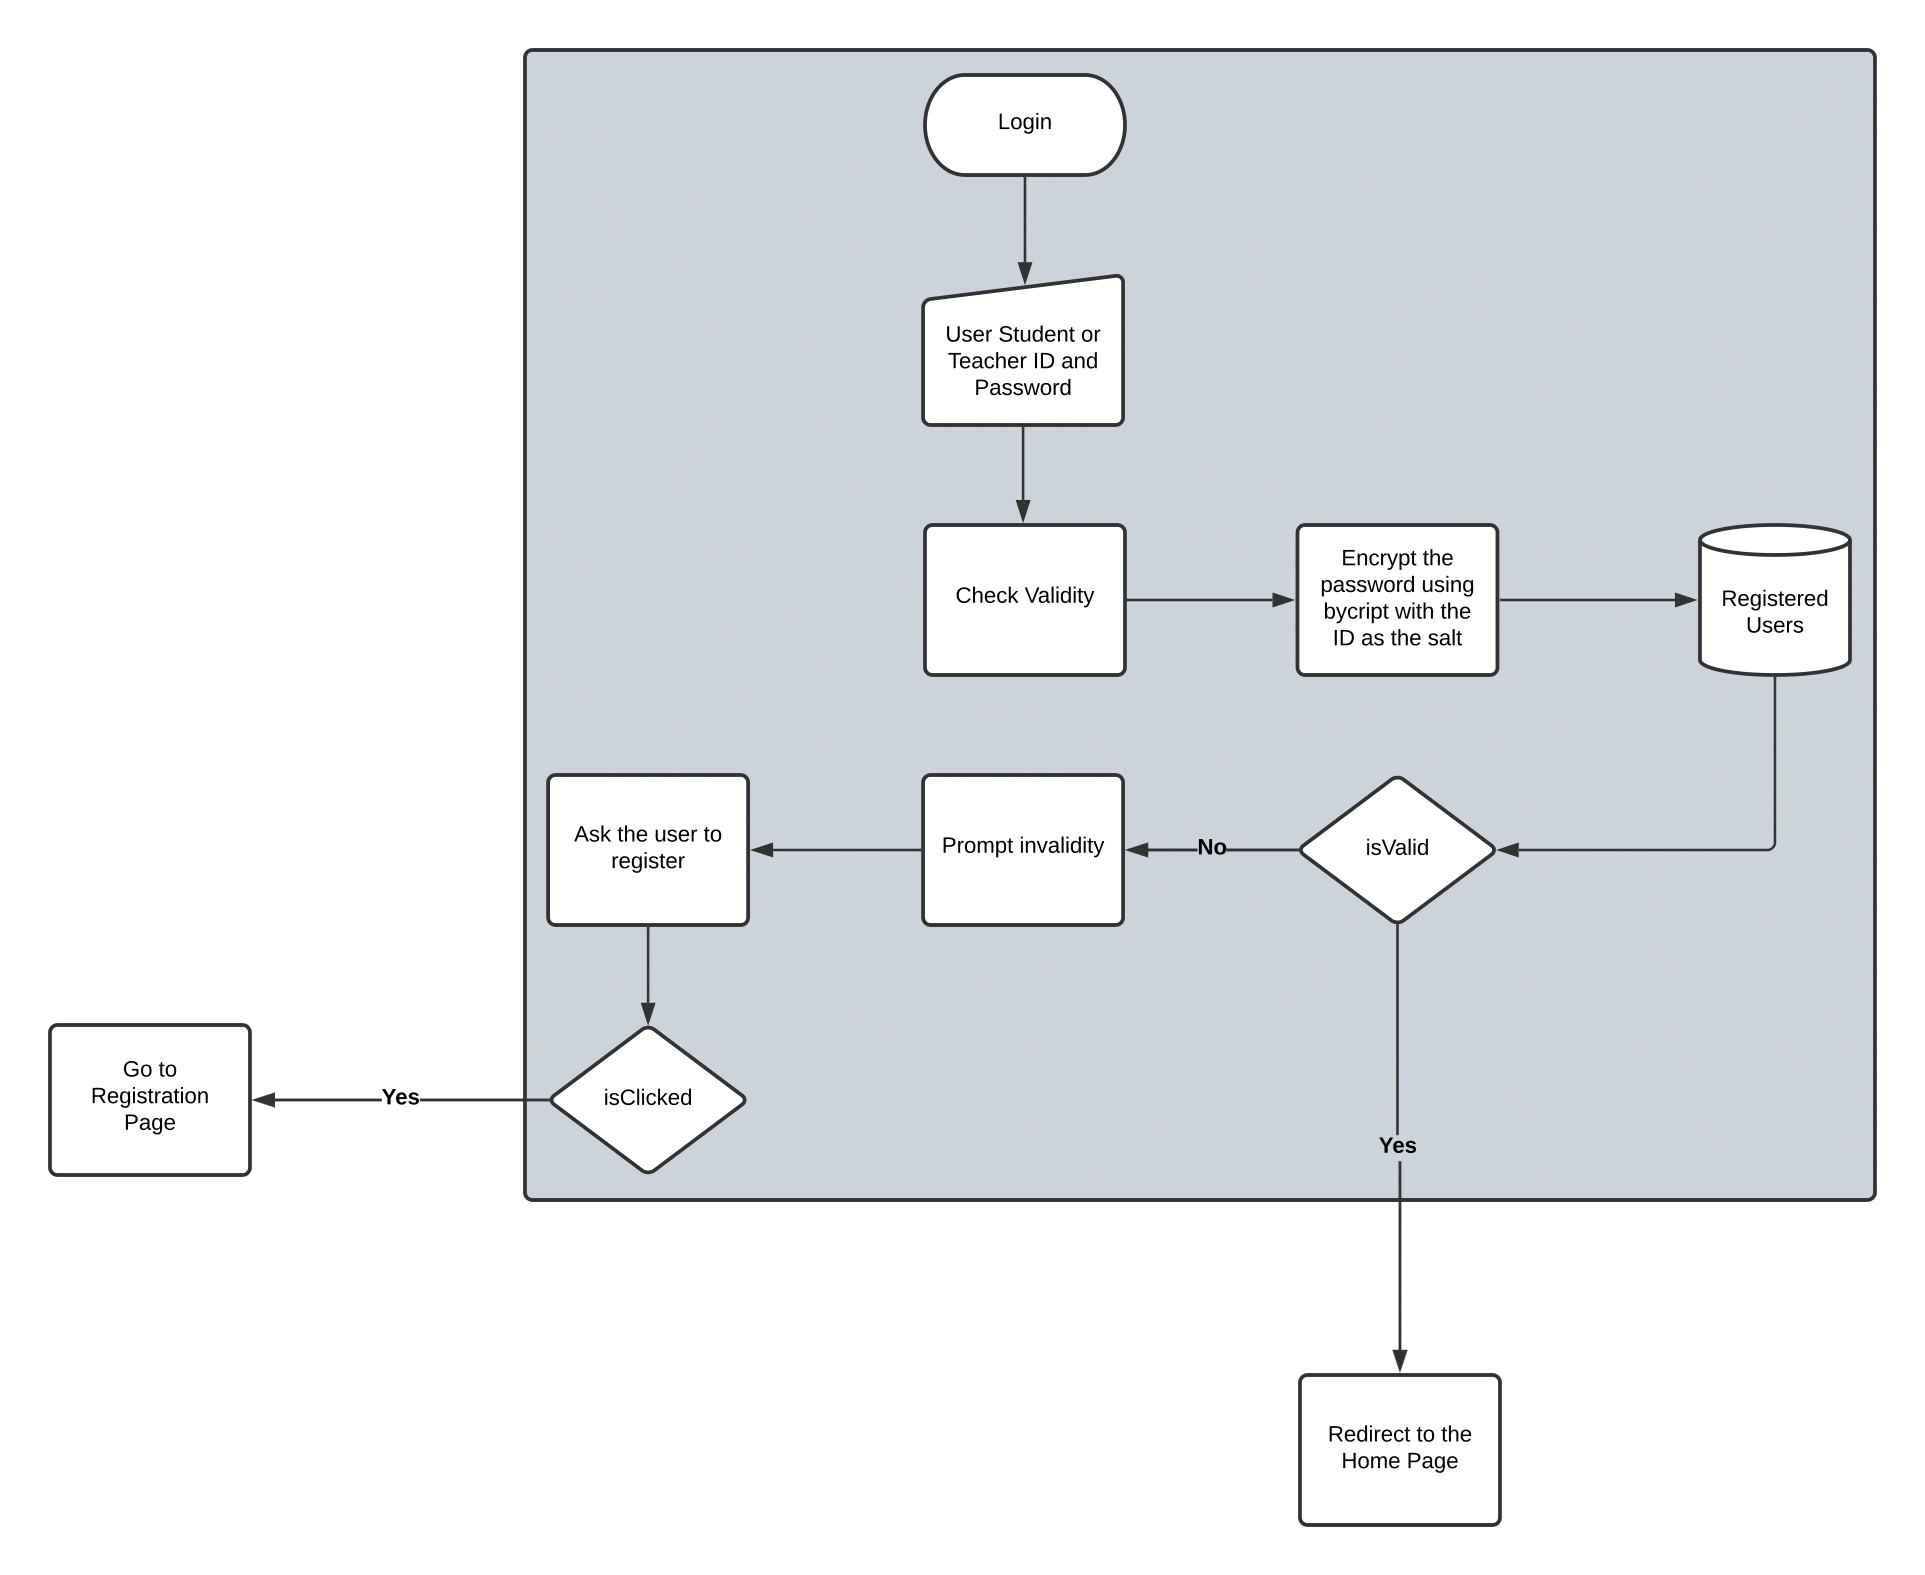 Login
User Student or
Teacher ID and
Password
Check Validity
Encrypt the
password using
bycript with the
ID as the salt
Registered
Users
Ask the user to
register
Prompt invalidity
No
isValid
Go to
Registration
Page
Yes
isClicked
Yes
Redirect to the
Home Page